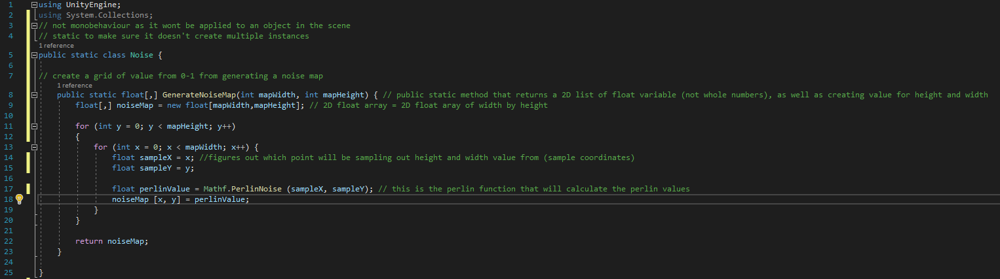 1 using UnityEngine;
2 using System.Collections;
3 // not monobehaviour as it wont be applied to an object in the scene
4 // static to make sure it doesn't create multiple instances
1 reference
5 public static class Noise {
6
7 // create a grid of value from 0-1 from generating a noise map
1 reference
8 public static float[,] GenerateNoiseMap(int mapWidth, int mapHeight) { // public static method that returns a 2D list of float variable (not whole numbers), as well as creating value for height and width
9 float[,] noiseMap = new float[mapWidth,mapHeight]; // 2D float array = 2D float aray of width by height
10
11 for (int y = 0; y < mapHeight; y++)
12 {
13 for (int x = 0; x < mapWidth; x++) {
14 float sampleX = x; //figures out which point will be sampling out height and width value from (sample coordinates)
15 float sampleY = y;
16
17 float perlinValue = Mathf.PerlinNoise (sampleX, sampleY); // this is the perlin function that will calculate the perlin values
18 noiseMap [x, y] = perlinValue;
19 }
20 }
21
22 return noiseMap;
23 }
24
25 }